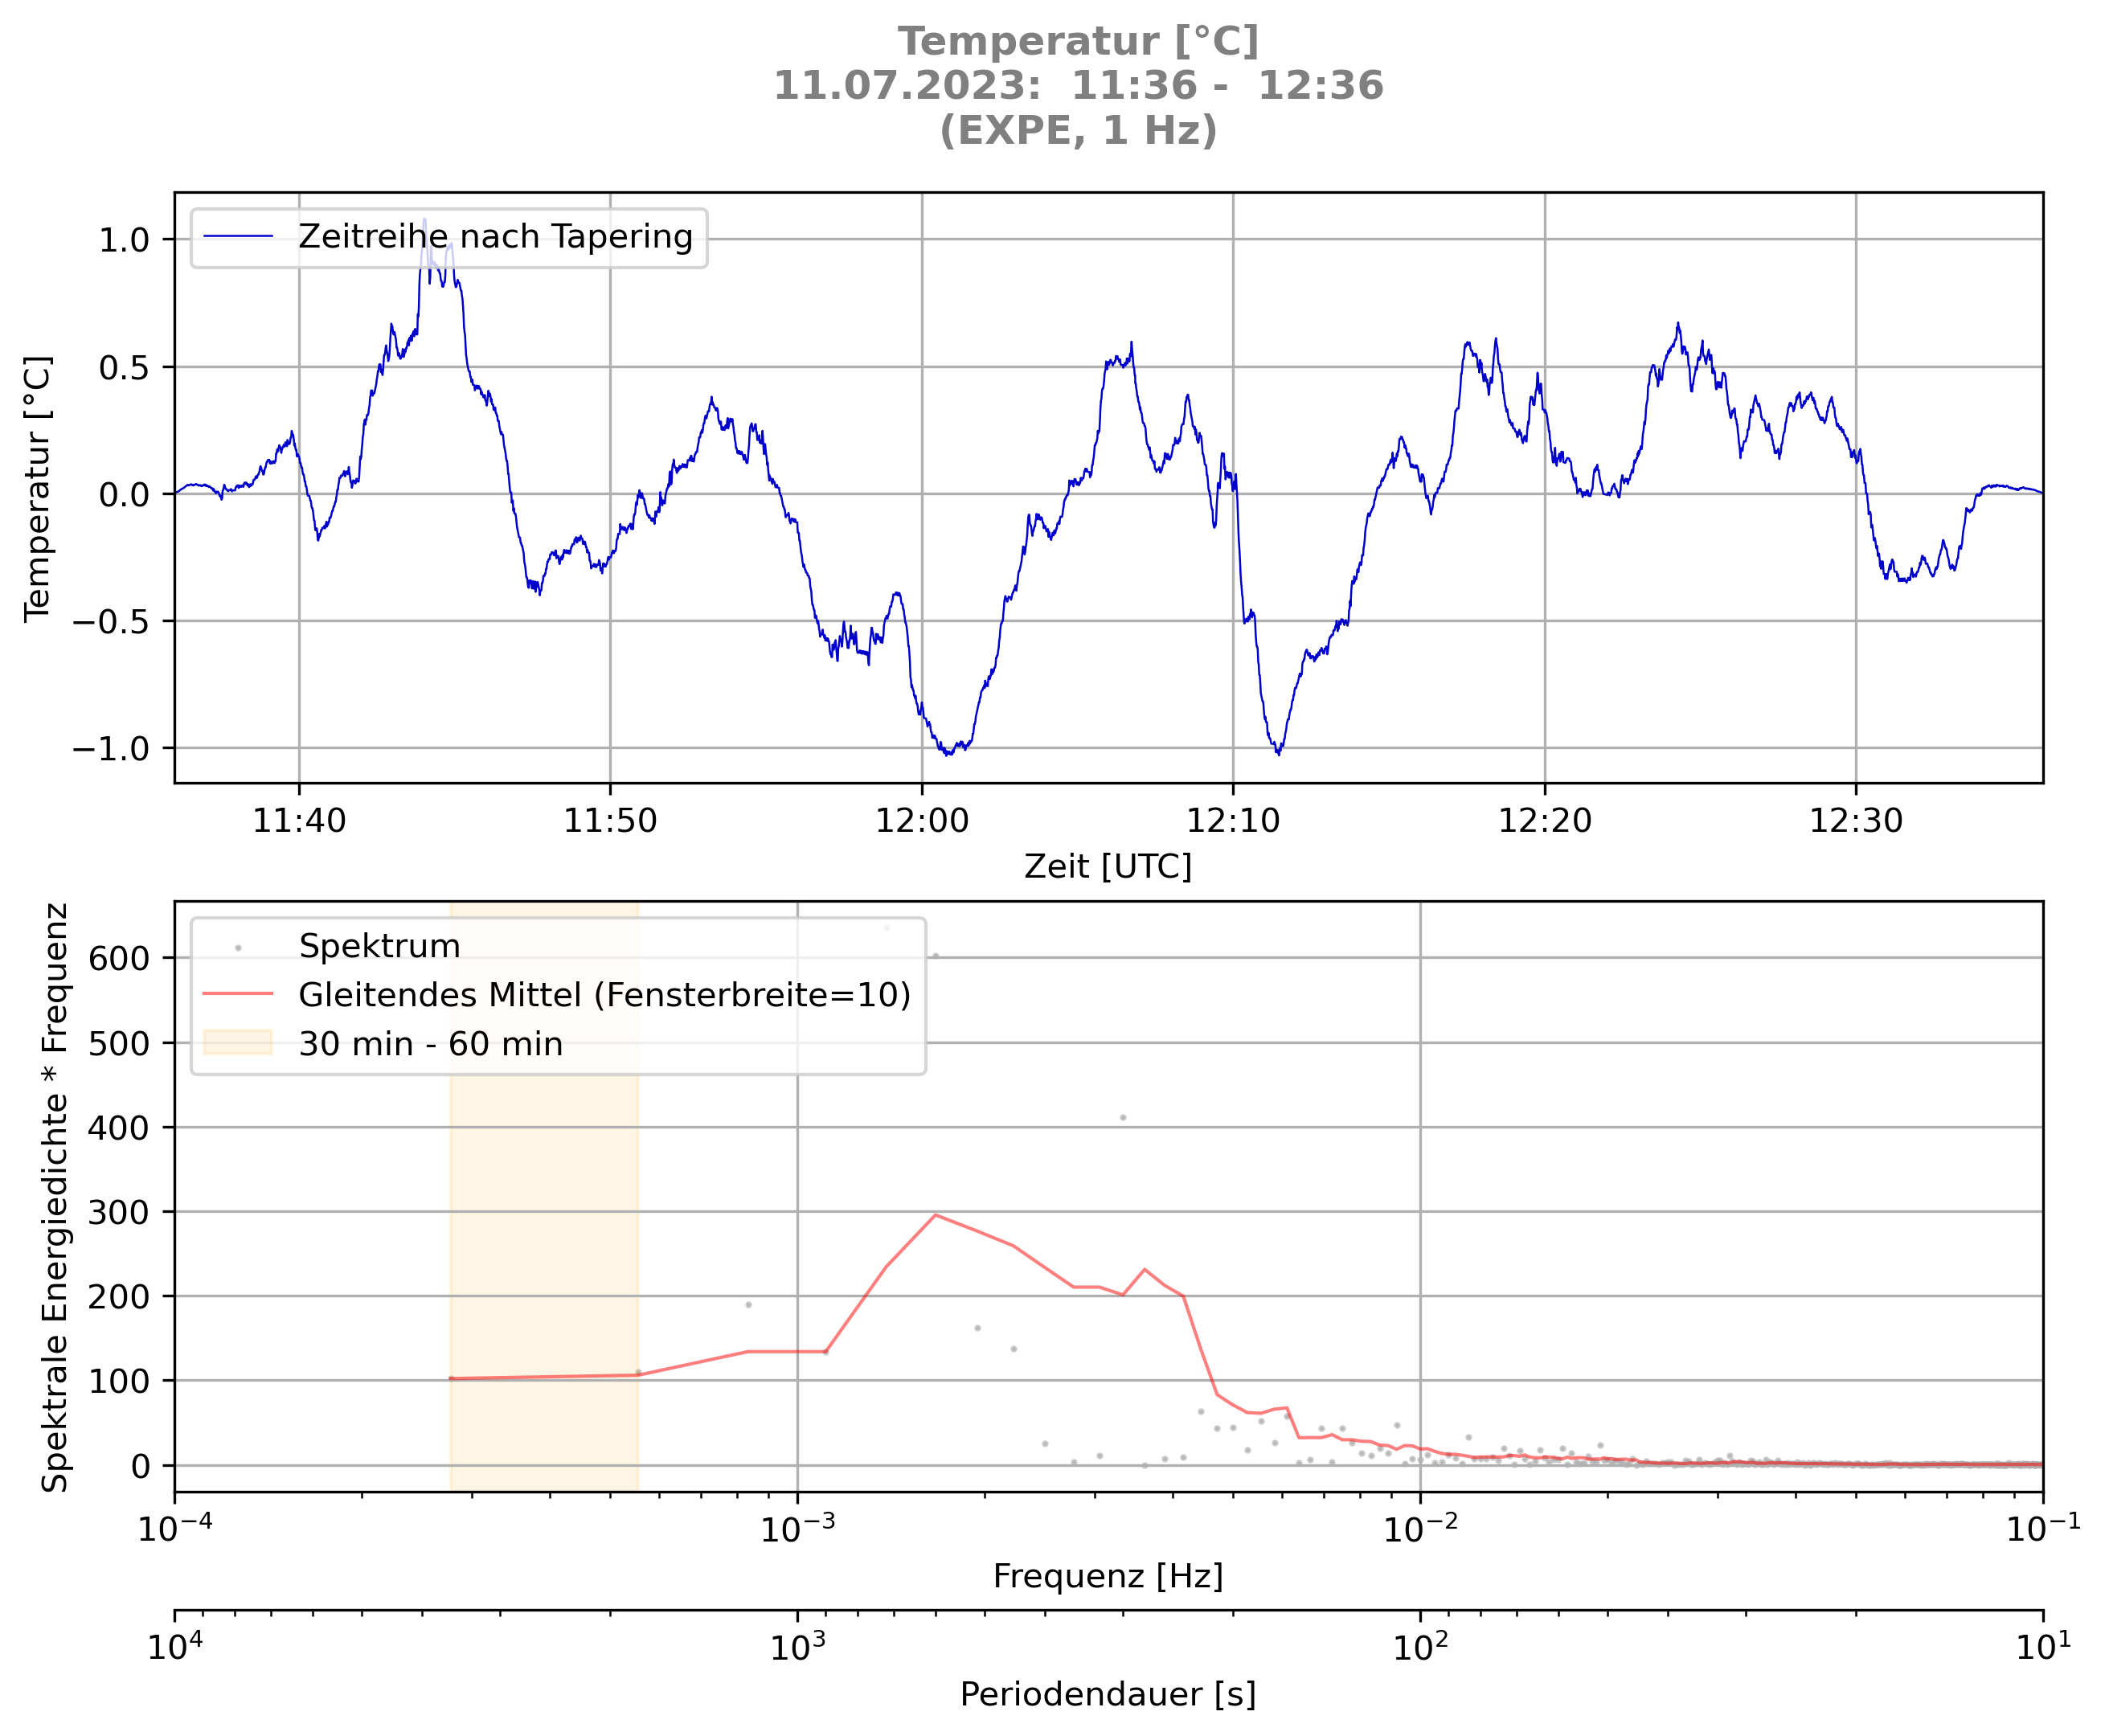 Temperatur [°C]
11.07.2023:  11:36 -  12:36
(EXPE, 1 Hz)
Zeitreihe nach Tapering
1.0
0.5
0.0
−0.5
−1.0
Temperatur [°C]
11:40 11:50 12:00 12:10 12:20 12:30
Zeit [UTC]
Spektrum
Gleitendes Mittel (Fensterbreite=10)
30 min - 60 min
600
500
400
300
200
100
0
Spektrale Energiedichte * Frequenz
10⁻⁴ 10⁻³ 10⁻² 10⁻¹
Frequenz [Hz]
10⁴ 10³ 10² 10¹
Periodendauer [s]